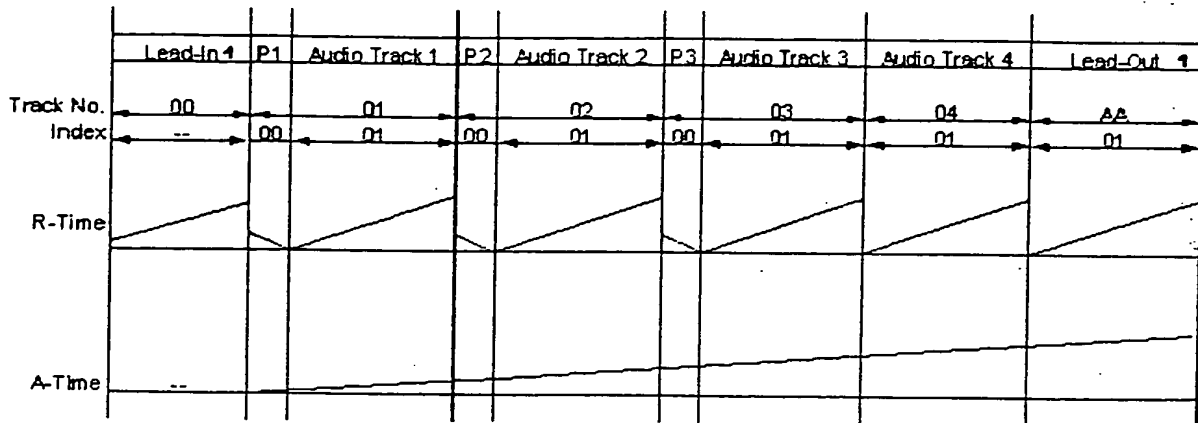 Lead-In 1 P1 Audio Track 1 P2 Audio Track 2 P3 Audio Track 3 Audio Track 4 Lead-Out 1
Track No. 00 01 02 03 04 AA
Index -- 00 01 00 01 00 01 01 01
R-Time
A-Time --